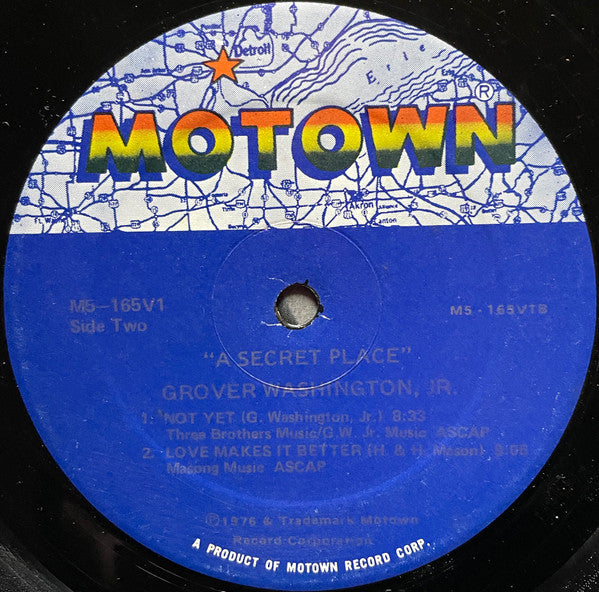 Detroit
Erie
MOTOWN®
Akron
Canton
M5-165V1
Side Two
M5 - 165VTB
"A SECRET PLACE"
GROVER WASHINGTON, JR.
1. NOT YET (G. Washington, Jr.) 8:33
Three Brothers Music/G.W. Jr. Music ASCAP
2. LOVE MAKES IT BETTER (H. & H. Mason)
Masong Music ASCAP
℗1976 & Trademark Motown
Record Corporation
A PRODUCT OF MOTOWN RECORD CORP.